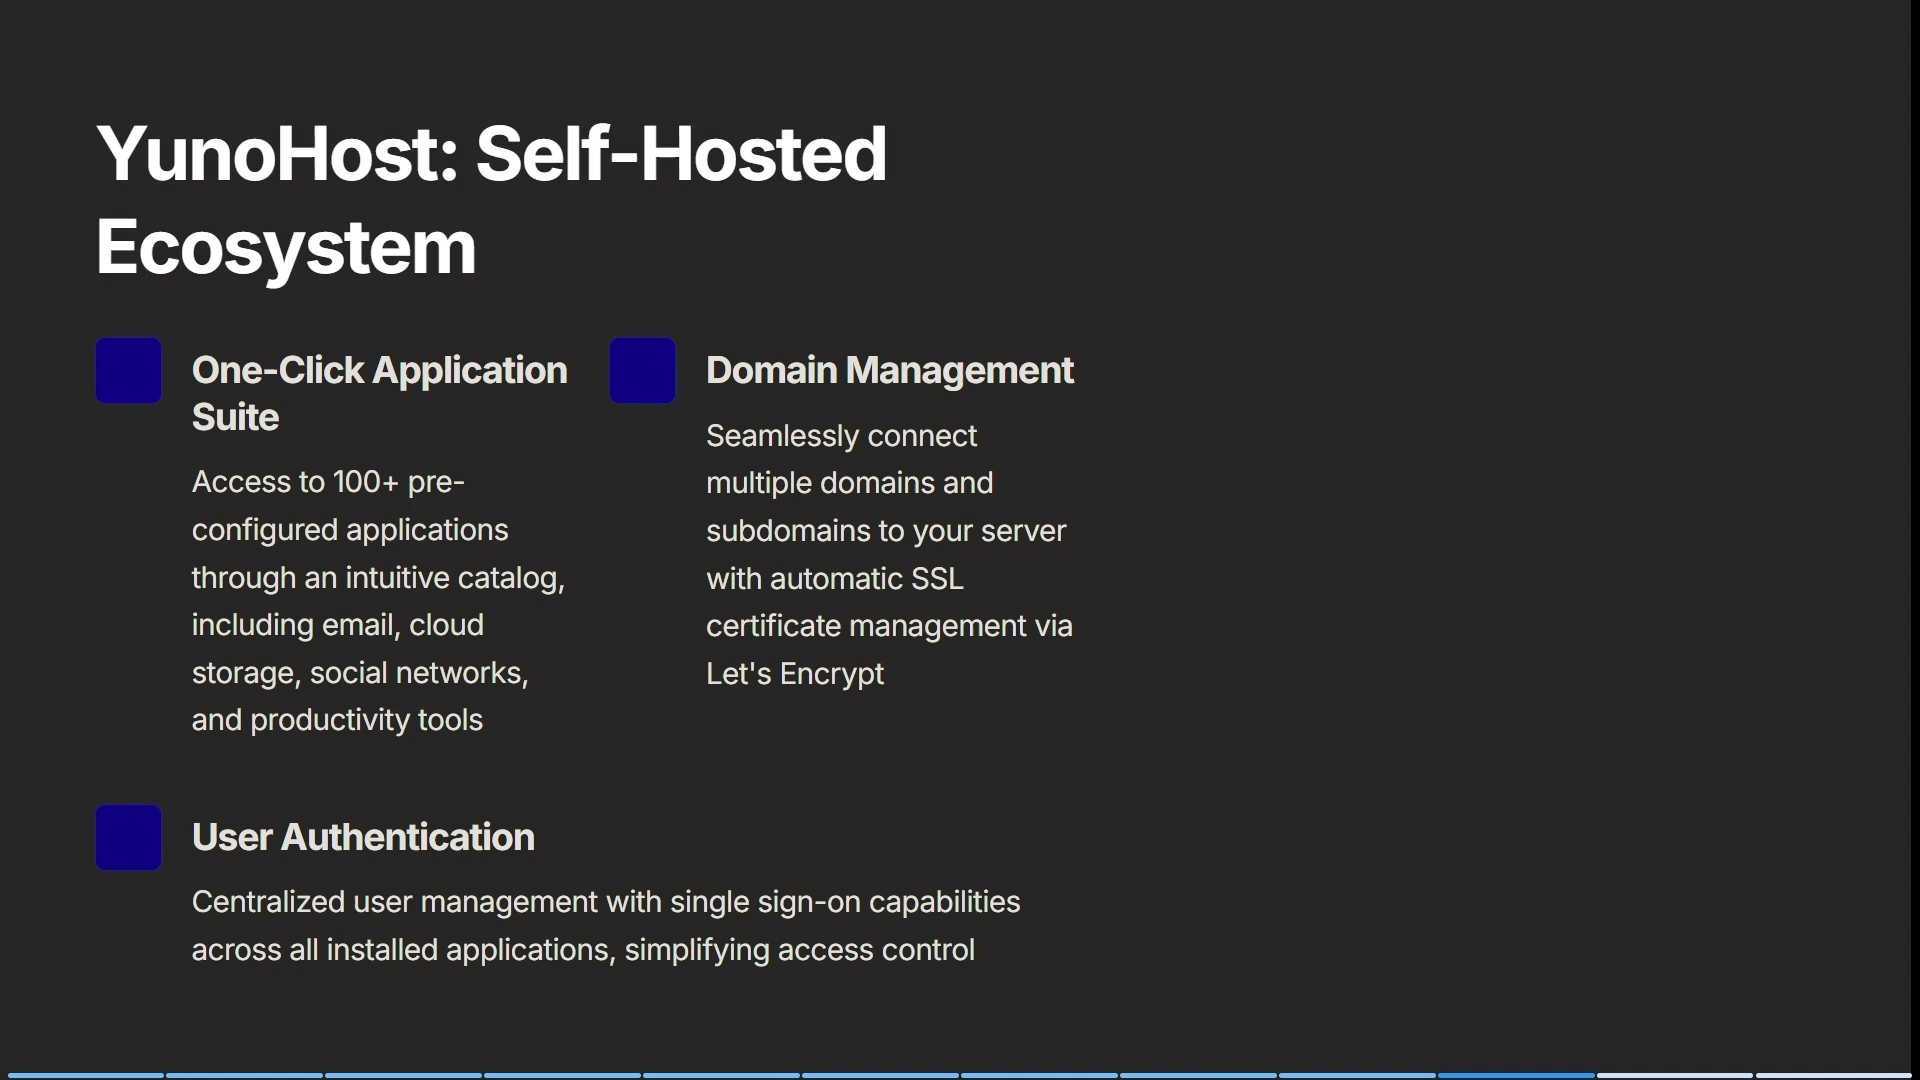 YunoHost: Self-Hosted
Ecosystem
One-Click Application
Suite
Access to 100+ pre-
configured applications
through an intuitive catalog,
including email, cloud
storage, social networks,
and productivity tools
Domain Management
Seamlessly connect
multiple domains and
subdomains to your server
with automatic SSL
certificate management via
Let's Encrypt
User Authentication
Centralized user management with single sign-on capabilities
across all installed applications, simplifying access control